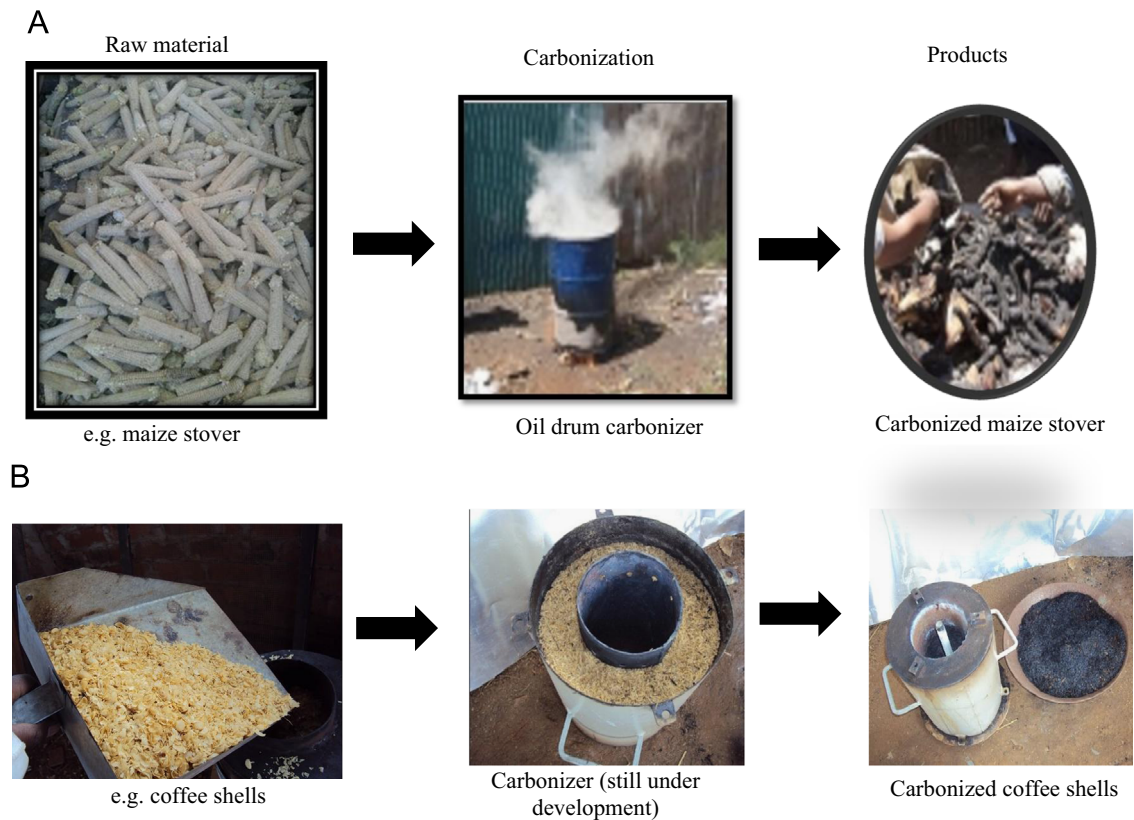 A
Raw material
Carbonization
Products
e.g. maize stover
Oil drum carbonizer
Carbonized maize stover
B
e.g. coffee shells
Carbonizer (still under
development)
Carbonized coffee shells